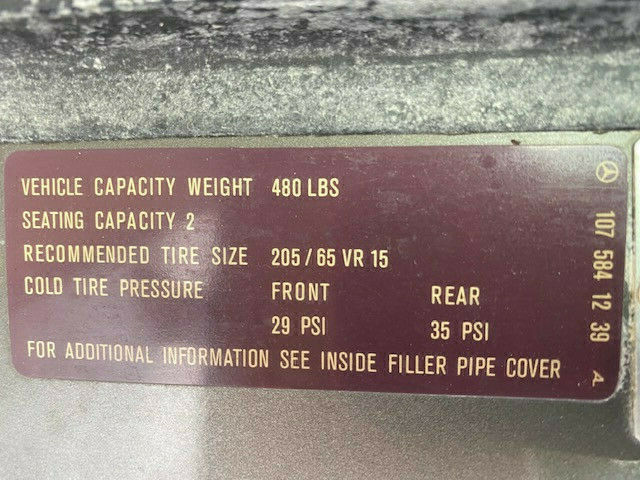 VEHICLE CAPACITY WEIGHT 480 LBS
SEATING CAPACITY 2
RECOMMENDED TIRE SIZE 205/65 VR 15
COLD TIRE PRESSURE FRONT REAR
29 PSI 35 PSI
FOR ADDITIONAL INFORMATION SEE INSIDE FILLER PIPE COVER
107 584 12 39 A